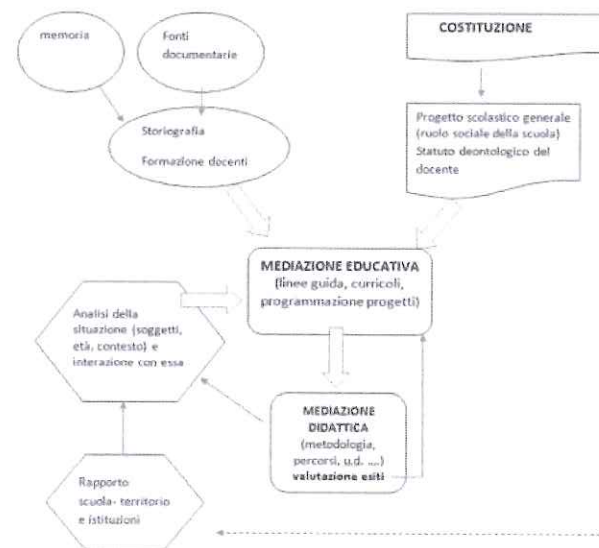 memoria
Fonti
documentarie
COSTITUZIONE
Storiografia
Formazione docenti
Progetto scolastico generale
(ruolo sociale della scuola)
Statuto deontologico del
docente
MEDIAZIONE EDUCATIVA
(linee guida, curricoli,
programmazione progetti)
Analisi della
situazione (soggetti,
età, contesto) e
interazione con essa
MEDIAZIONE
DIDATTICA
(metodologia,
percorsi, u.d. ....)
valutazione esiti
Rapporto
scuola- territorio
e istituzioni